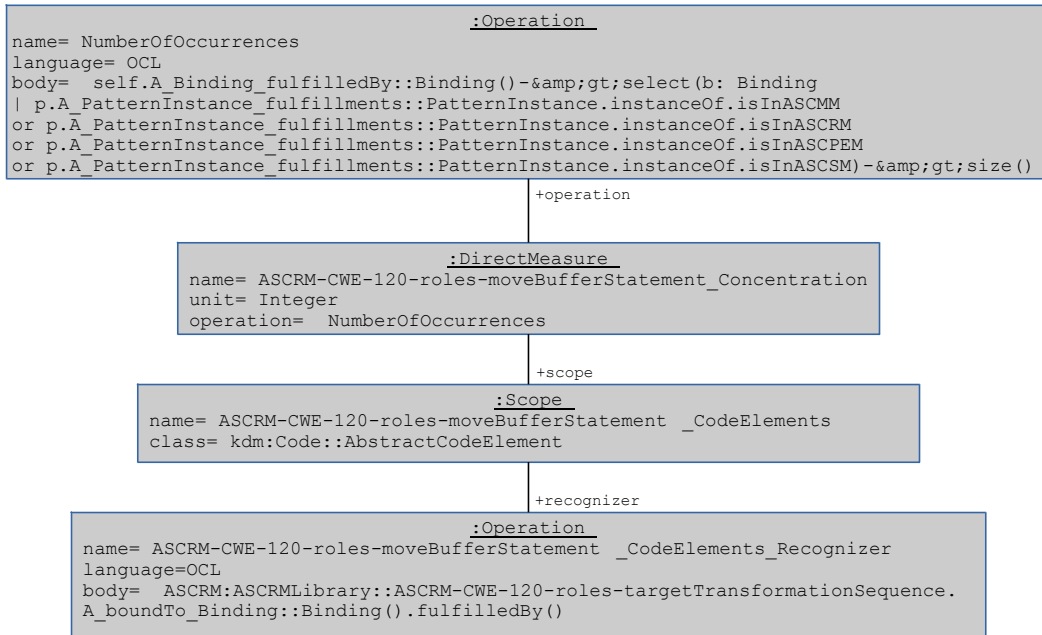 :Operation
name= NumberOfOccurrences
language= OCL
body=  self.A_Binding_fulfilledBy::Binding()-&amp;gt;select(b: Binding
| p.A_PatternInstance_fulfillments::PatternInstance.instanceOf.isInASCMM
or p.A_PatternInstance_fulfillments::PatternInstance.instanceOf.isInASCRM
or p.A_PatternInstance_fulfillments::PatternInstance.instanceOf.isInASCPEM
or p.A_PatternInstance_fulfillments::PatternInstance.instanceOf.isInASCSM)-&amp;gt;size()
+operation
:DirectMeasure
name= ASCRM-CWE-120-roles-moveBufferStatement_Concentration
unit= Integer
operation=  NumberOfOccurrences
+scope
:Scope
name= ASCRM-CWE-120-roles-moveBufferStatement _CodeElements
class= kdm:Code::AbstractCodeElement
+recognizer
:Operation
name= ASCRM-CWE-120-roles-moveBufferStatement _CodeElements_Recognizer
language=OCL
body=  ASCRM:ASCRMLibrary::ASCRM-CWE-120-roles-targetTransformationSequence.
A_boundTo_Binding::Binding().fulfilledBy()